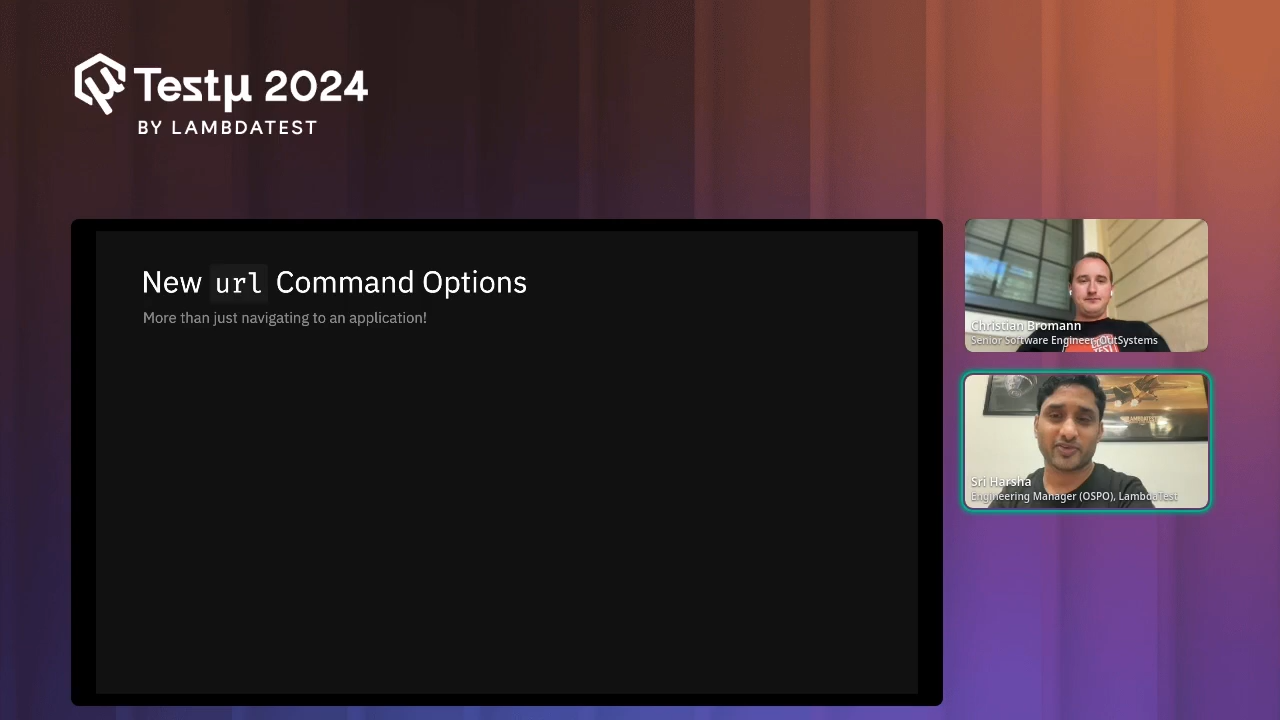 Testμ 2024
BY LAMBDATEST
New url Command Options
More than just navigating to an application!
Christian Bromann
Senior Software Engineer, OutSystems
Sri Harsha
Engineering Manager (OSPO), LambdaTest